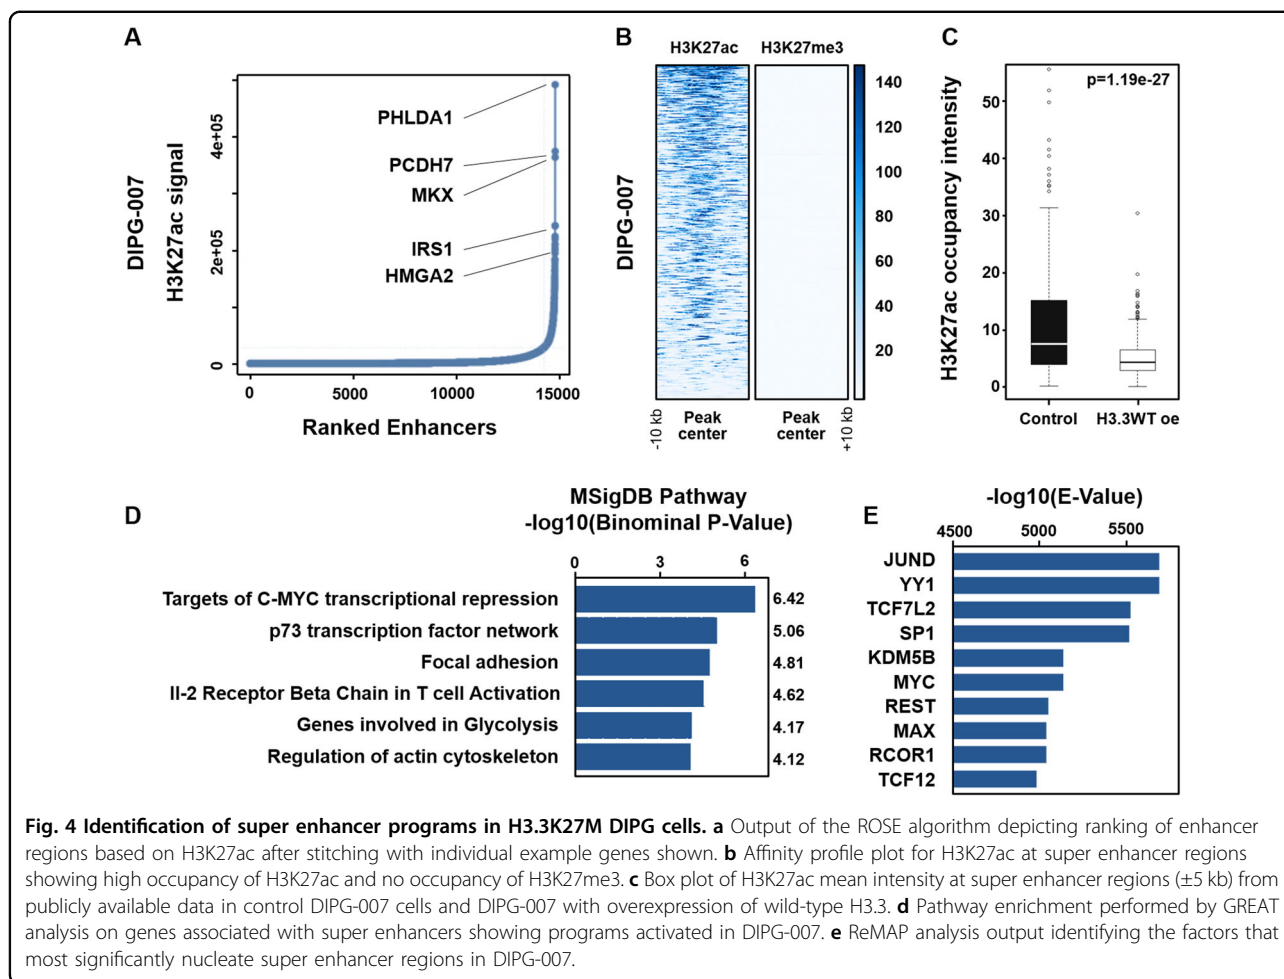 A
DIPG-007
H3K27ac signal
4e+05
2e+05
0
PHLDA1
PCDH7
MKX
IRS1
HMGA2
0 5000 10000 15000
Ranked Enhancers
B
H3K27ac H3K27me3
DIPG-007
140
120
100
80
60
40
20
-10 kb
Peak center
Peak center
+10 kb
C
H3K27ac occupancy intensity
p=1.19e-27
50
40
30
20
10
0
Control H3.3WT oe
D
MSigDB Pathway
-log10(Binominal P-Value)
0 3 6
Targets of C-MYC transcriptional repression 6.42
p73 transcription factor network 5.06
Focal adhesion 4.81
Il-2 Receptor Beta Chain in T cell Activation 4.62
Genes involved in Glycolysis 4.17
Regulation of actin cytoskeleton 4.12
E
-log10(E-Value)
4500 5000 5500
JUND
YY1
TCF7L2
SP1
KDM5B
MYC
REST
MAX
RCOR1
TCF12
Fig. 4 Identification of super enhancer programs in H3.3K27M DIPG cells. a Output of the ROSE algorithm depicting ranking of enhancer
regions based on H3K27ac after stitching with individual example genes shown. b Affinity profile plot for H3K27ac at super enhancer regions
showing high occupancy of H3K27ac and no occupancy of H3K27me3. c Box plot of H3K27ac mean intensity at super enhancer regions (±5 kb) from
publicly available data in control DIPG-007 cells and DIPG-007 with overexpression of wild-type H3.3. d Pathway enrichment performed by GREAT
analysis on genes associated with super enhancers showing programs activated in DIPG-007. e ReMAP analysis output identifying the factors that
most significantly nucleate super enhancer regions in DIPG-007.